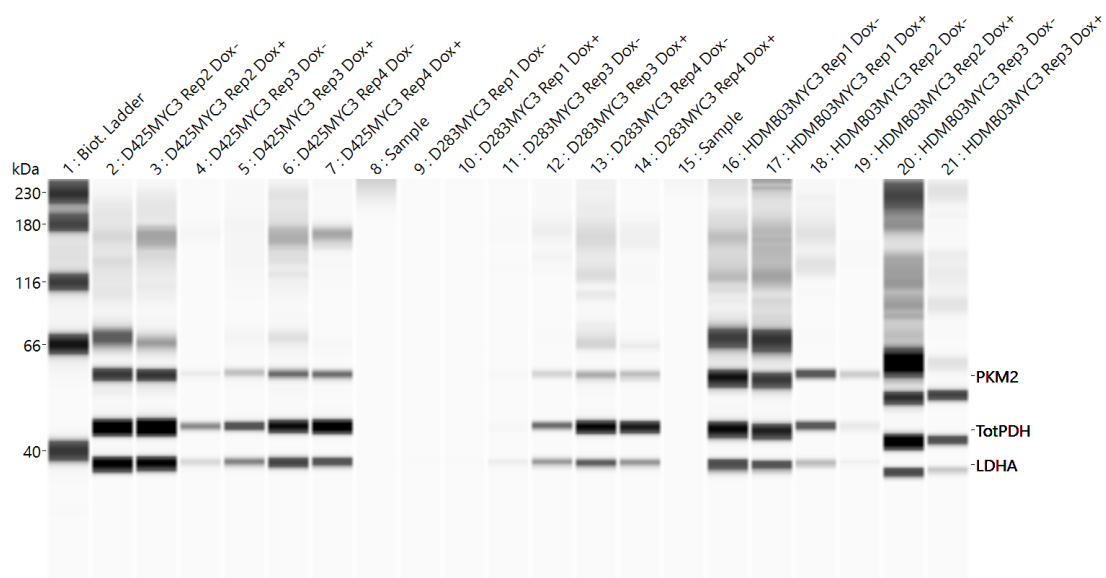 1 : Biot. Ladder
2 : D425MYC3 Rep2 Dox-
3 : D425MYC3 Rep2 Dox+
4 : D425MYC3 Rep3 Dox-
5 : D425MYC3 Rep3 Dox+
6 : D425MYC3 Rep4 Dox-
7 : D425MYC3 Rep4 Dox+
8 : Sample
9 : D283MYC3 Rep1 Dox-
10 : D283MYC3 Rep1 Dox+
11 : D283MYC3 Rep3 Dox-
12 : D283MYC3 Rep3 Dox+
13 : D283MYC3 Rep4 Dox-
14 : D283MYC3 Rep4 Dox+
15 : Sample
16 : HDMB03MYC3 Rep1 Dox-
17 : HDMB03MYC3 Rep1 Dox+
18 : HDMB03MYC3 Rep2 Dox-
19 : HDMB03MYC3 Rep2 Dox+
20 : HDMB03MYC3 Rep3 Dox-
21 : HDMB03MYC3 Rep3 Dox+
kDa
230
180
116
66
40
PKM2
TotPDH
LDHA